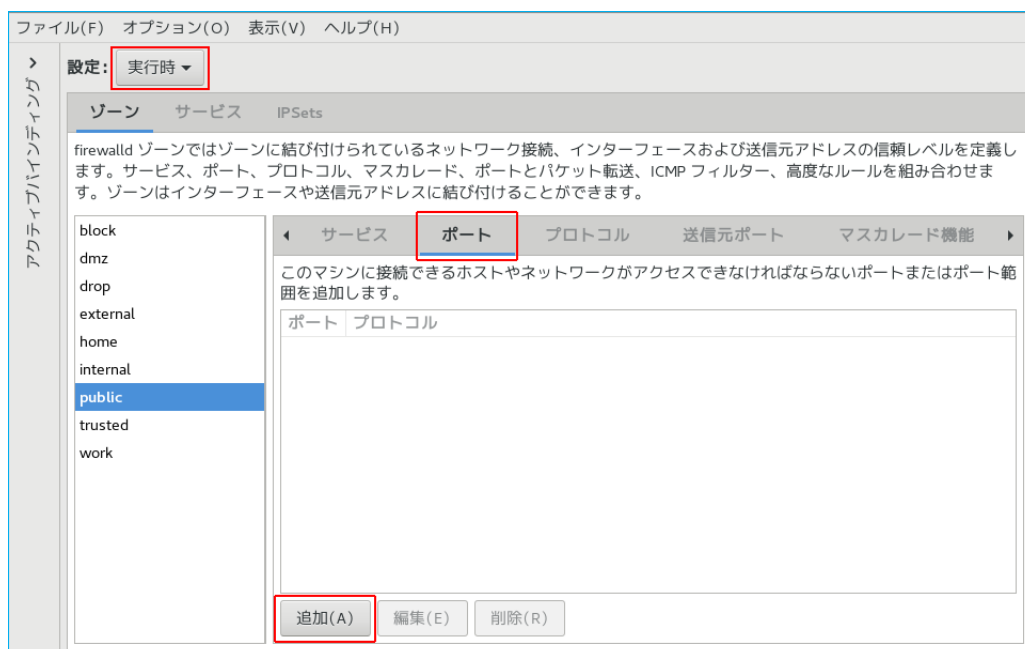 ファイル(F) オプション(O) 表示(V) ヘルプ(H)
アクティブバインディング
設定: 実行時
ゾーン サービス IPSets
firewalld ゾーンではゾーンに結び付けられているネットワーク接続、インターフェースおよび送信元アドレスの信頼レベルを定義し
ます。サービス、ポート、プロトコル、マスカレード、ポートとパケット転送、ICMP フィルター、高度なルールを組み合わせま
す。ゾーンはインターフェースや送信元アドレスに結び付けることができます。
block
dmz
drop
external
home
internal
public
trusted
work
サービス ポート プロトコル 送信元ポート マスカレード機能
このマシンに接続できるホストやネットワークがアクセスできなければならないポートまたはポート範
囲を追加します。
ポート プロトコル
追加(A) 編集(E) 削除(R)